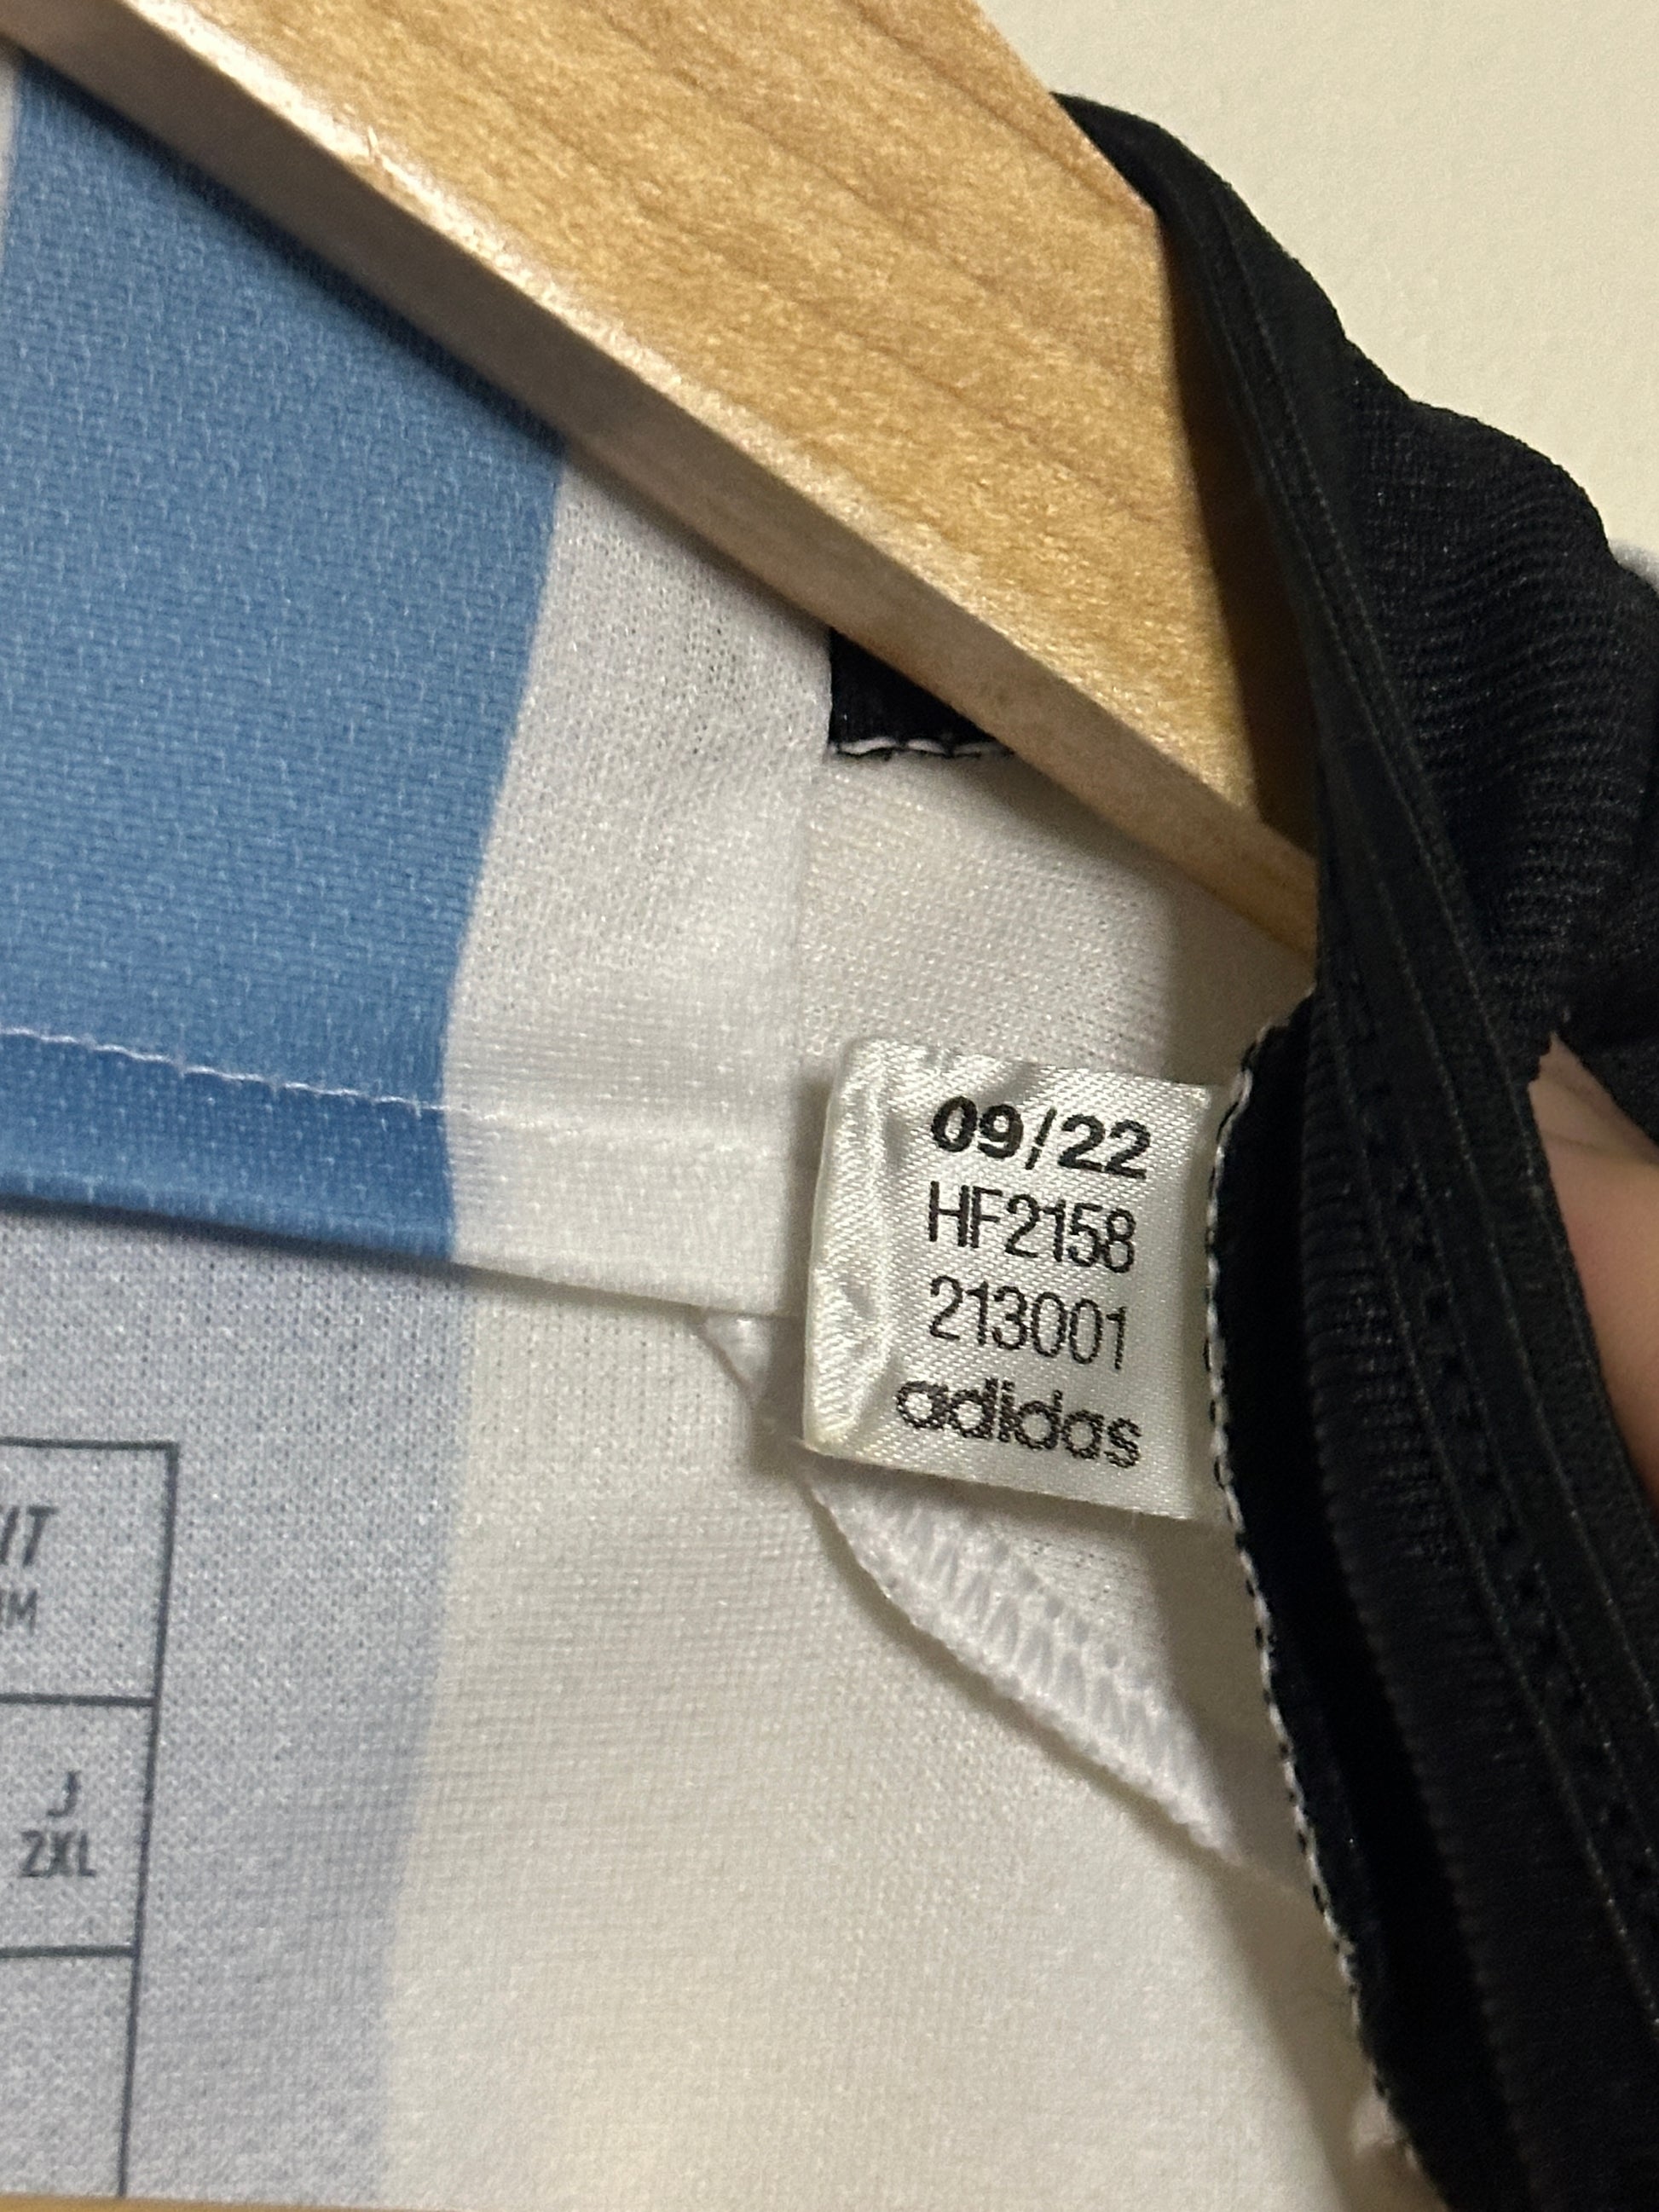 09/22
HF2158
213001
adidas
J
2XL